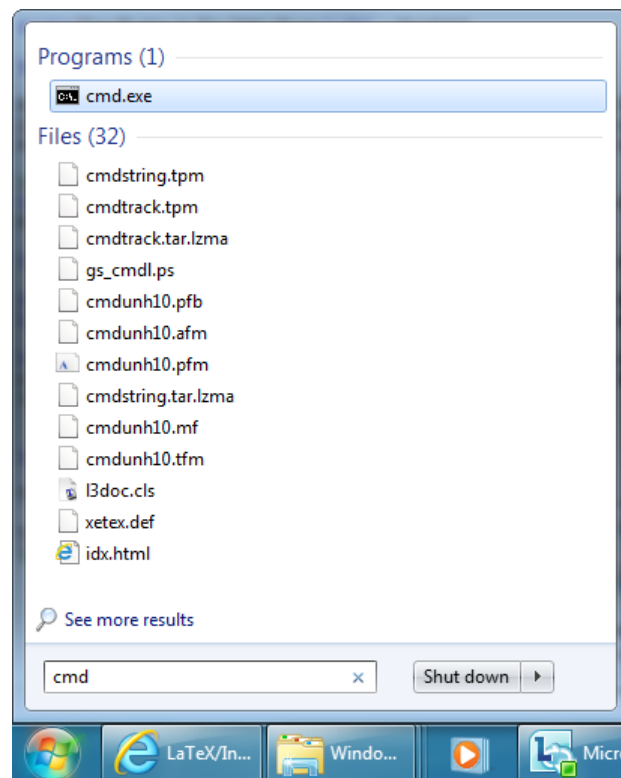 Programs (1)
cmd.exe
Files (32)
cmdstring.tpm
cmdtrack.tpm
cmdtrack.tar.lzma
gs_cmdl.ps
cmdunh10.pfb
cmdunh10.afm
cmdunh10.pfm
cmdstring.tar.lzma
cmdunh10.mf
cmdunh10.tfm
l3doc.cls
xetex.def
idx.html
See more results
cmd
Shut down
LaTeX/In... Windo... Micr